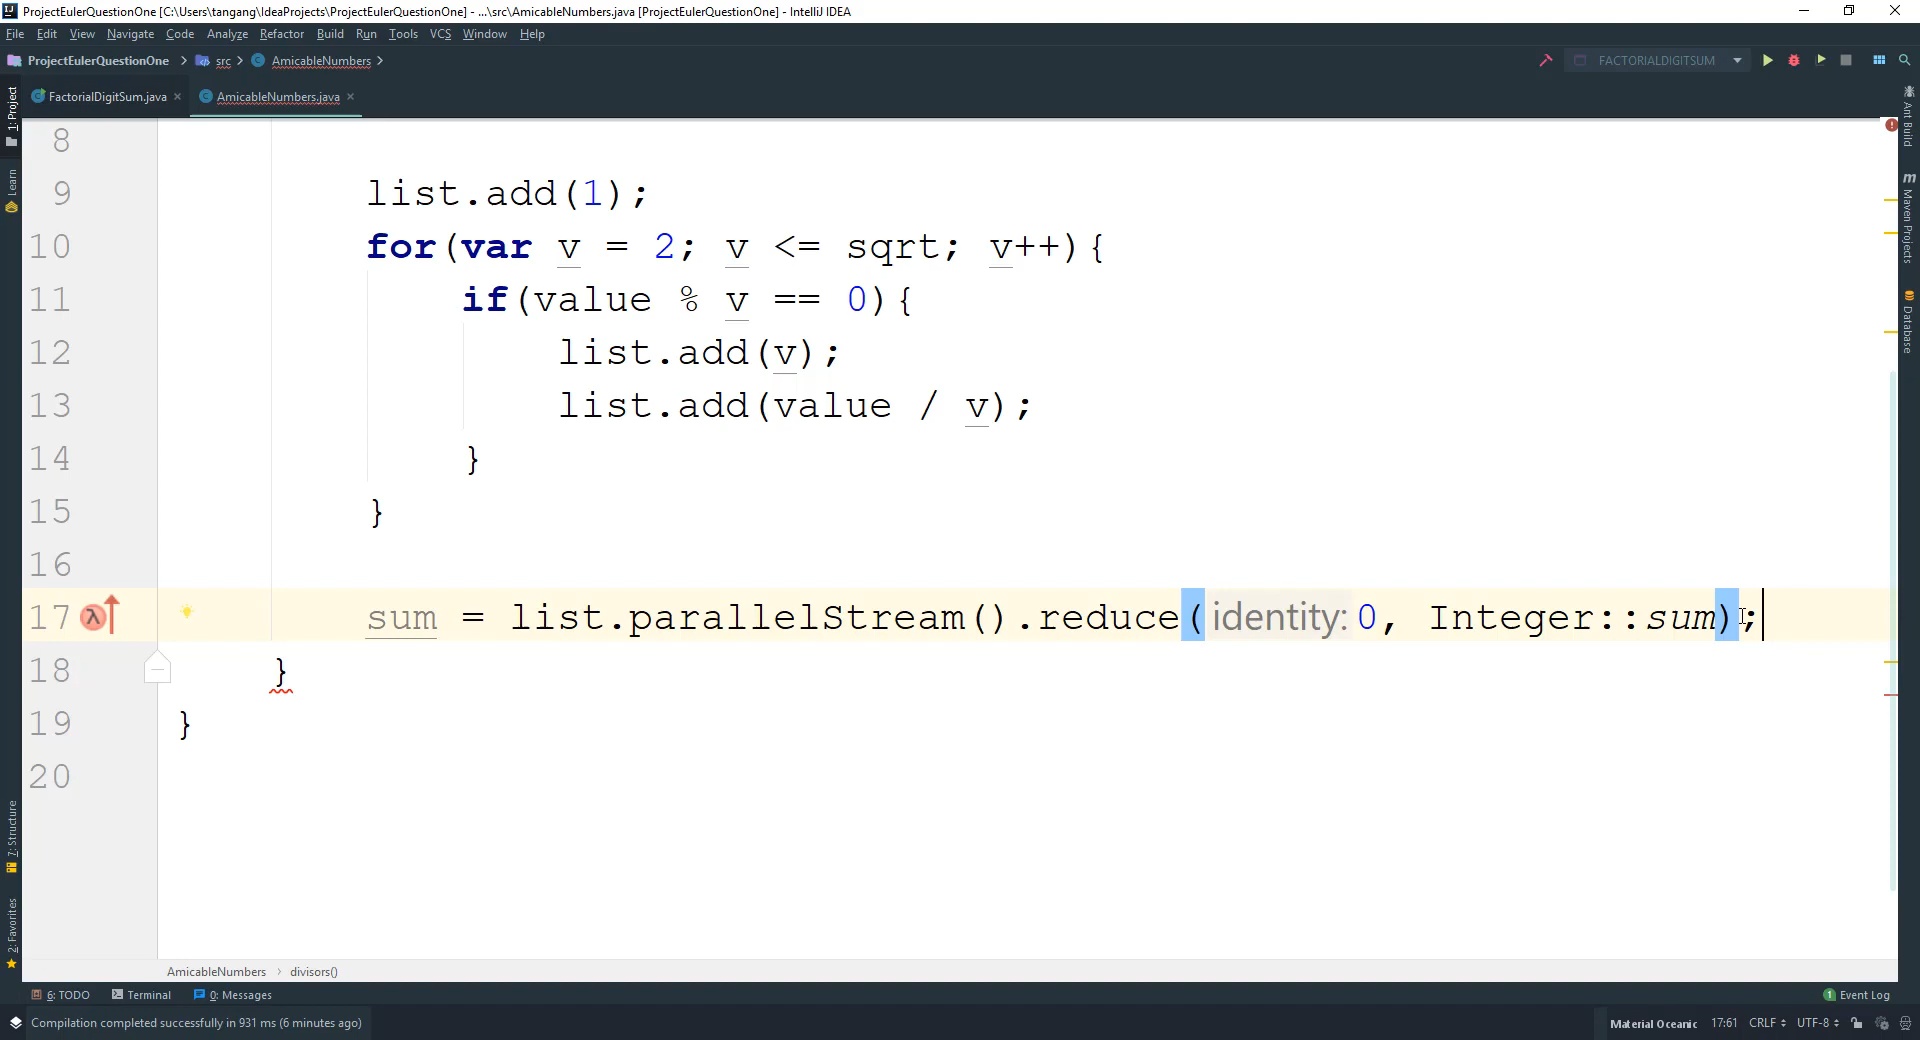 ProjectEulerQuestionOne [C:\Users\tangang\IdeaProjects\ProjectEulerQuestionOne] - ...\src\AmicableNumbers.java [ProjectEulerQuestionOne] - IntelliJ IDEA
File Edit View Navigate Code Analyze Refactor Build Run Tools VCS Window Help
ProjectEulerQuestionOne src AmicableNumbers FACTORIALDIGITSUM
FactorialDigitSum.java AmicableNumbers.java
1: Project
Learn
7: Structure
2: Favorites
Ant Build
Maven Projects
Database
8
9 list.add(1);
10 for(var v = 2; v <= sqrt; v++){
11 if(value % v == 0){
12 list.add(v);
13 list.add(value / v);
14 }
15 }
16
17 sum = list.parallelStream().reduce(identity: 0, Integer::sum);
18 }
19 }
20
AmicableNumbers divisors()
6: TODO Terminal 0: Messages 1 Event Log
Compilation completed successfully in 931 ms (6 minutes ago) Material Oceanic 17:61 CRLF UTF-8